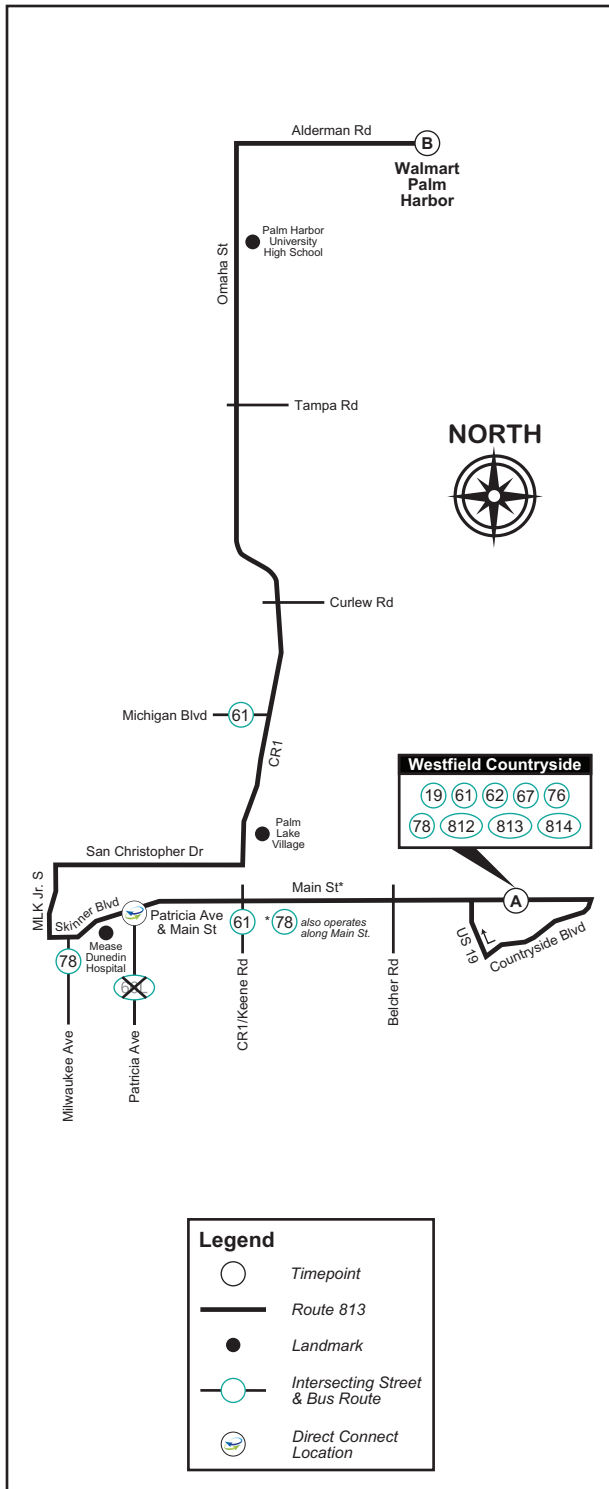 Alderman Rd
B
Walmart
Palm
Harbor
Palm Harbor
University
High School
Omaha St
Tampa Rd
NORTH
Curlew Rd
Michigan Blvd
61
CR1
Westfield Countryside
19 61 62 67 76
78 812 813 814
Palm
Lake
Village
San Christopher Dr
MLK Jr. S
Skinner Blvd
Patricia Ave
& Main St
Main St*
A
61
* 78 also operates
along Main St.
US 19
Countryside Blvd
Mease
Dunedin
Hospital
78
Milwaukee Ave
Patricia Ave
CR1/Keene Rd
Belcher Rd
Legend
Timepoint
Route 813
Landmark
Intersecting Street
& Bus Route
Direct Connect
Location